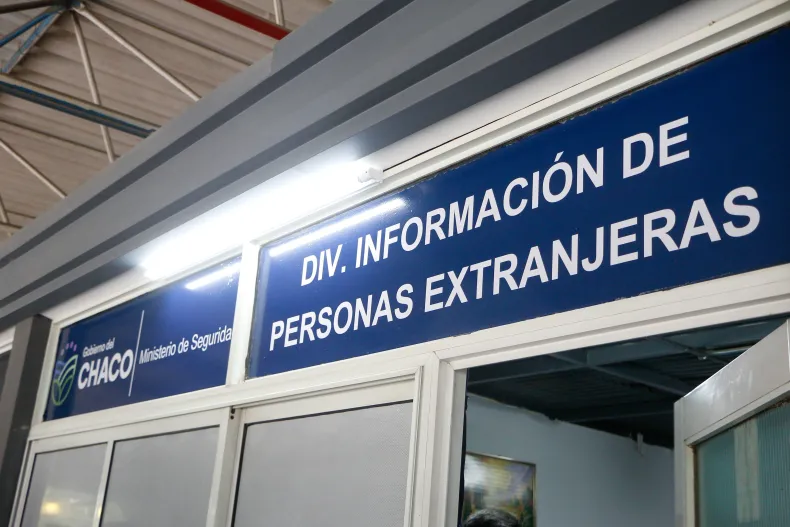 Gobierno del
CHACO
Ministerio de Seguridad
DIV. INFORMACIÓN DE
PERSONAS EXTRANJERAS